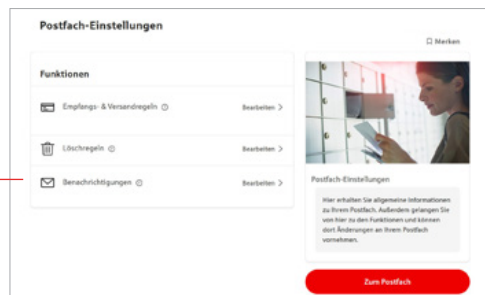 Postfach-Einstellungen
Merken
Funktionen
Empfangs- & Versandregeln
Bearbeiten
Löschregeln
Bearbeiten
Benachrichtigungen
Bearbeiten
Postfach-Einstellungen
Hier erhalten Sie allgemeine Informationen
zu Ihrem Postfach. Außerdem gelangen Sie
von hier zu den Funktionen und können
dort Änderungen an Ihrem Postfach
vornehmen.
Zum Postfach